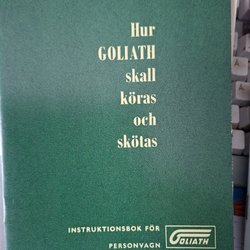 Hur
GOLIATH
skall
köras
och
skötas
INSTRUKTIONSBOK FÖR
PERSONVAGN
GOLIATH